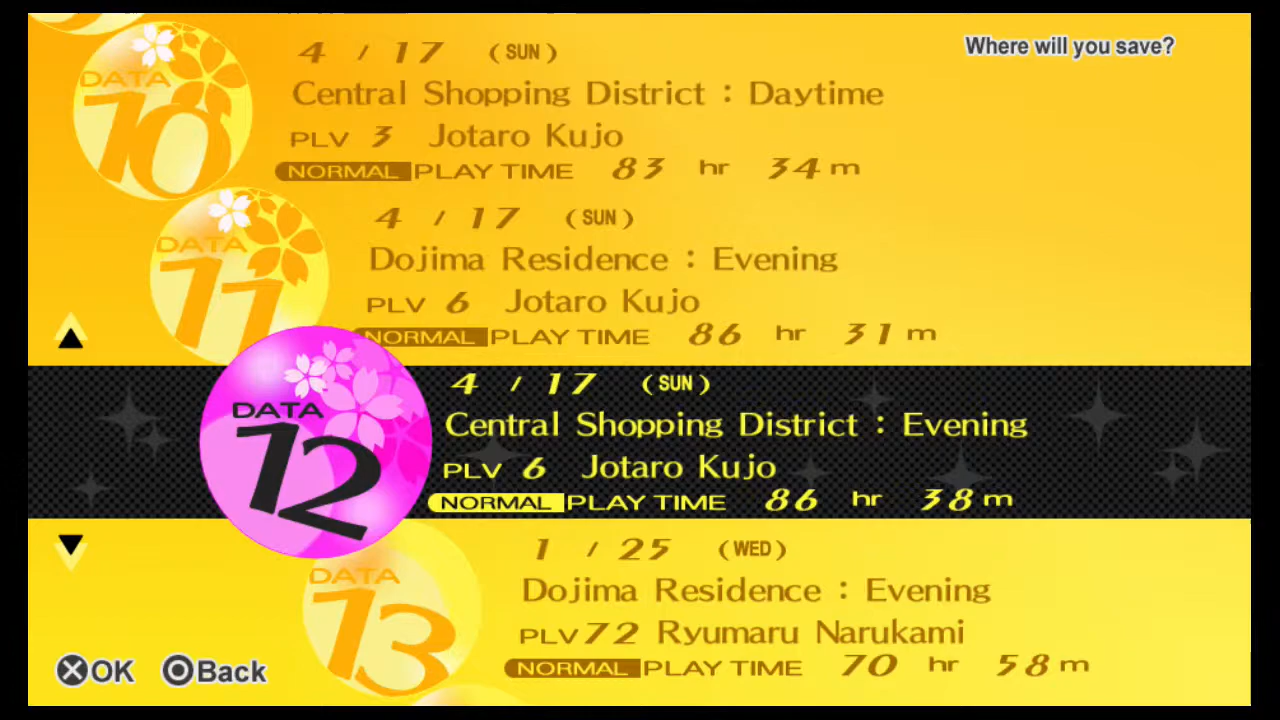 Where will you save?
4 / 17 (SUN)
DATA 10
Central Shopping District : Daytime
PLV 3 Jotaro Kujo
NORMAL PLAY TIME 83 hr 34 m
4 / 17 (SUN)
DATA 11
Dojima Residence : Evening
PLV 6 Jotaro Kujo
NORMAL PLAY TIME 86 hr 31 m
4 / 17 (SUN)
DATA 12
Central Shopping District : Evening
PLV 6 Jotaro Kujo
NORMAL PLAY TIME 86 hr 38 m
1 / 25 (WED)
DATA 13
Dojima Residence : Evening
PLV 72 Ryumaru Narukami
NORMAL PLAY TIME 70 hr 58 m
OK Back